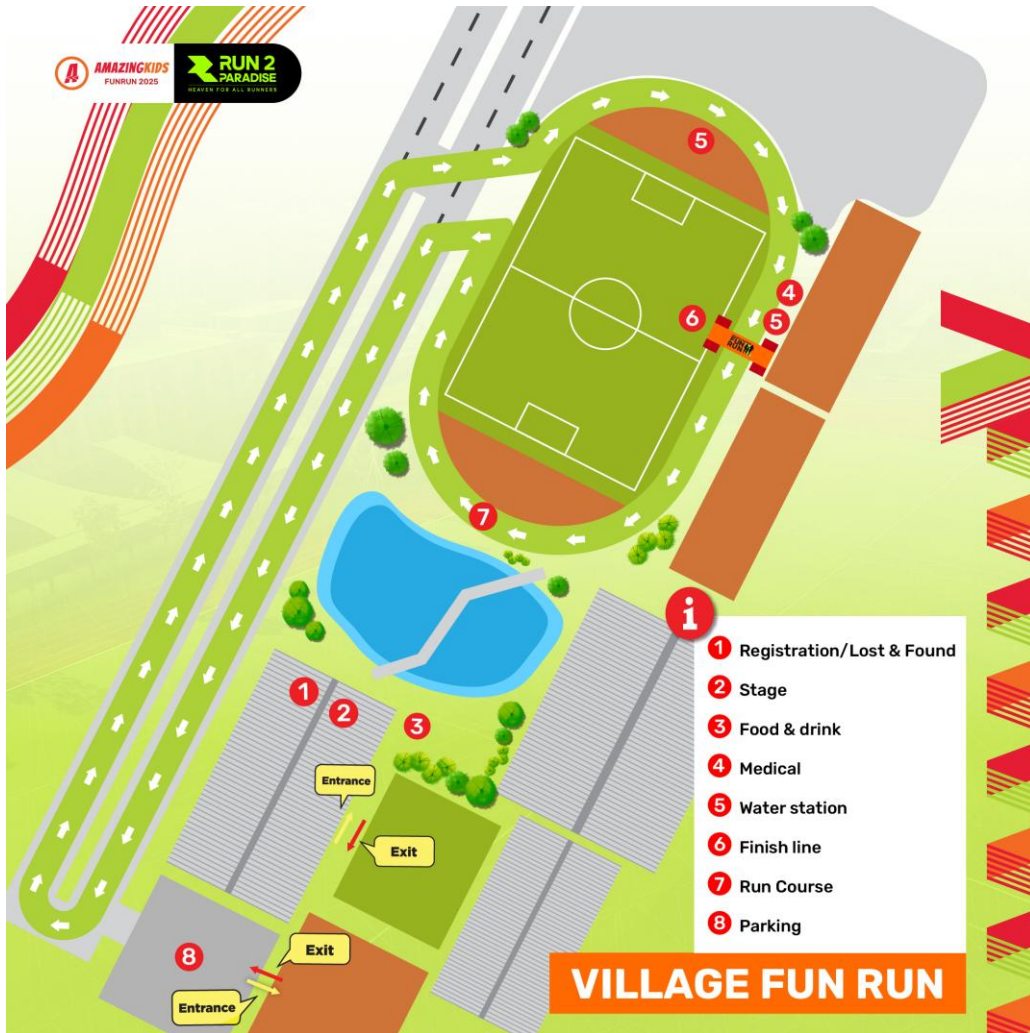 AMAZINGKIDS
FUNRUN 2025
RUN 2
PARADISE
HEAVEN FOR ALL RUNNERS
5
4
6
5
FUN
RUN
7
1
2
3
Entrance
Exit
8
Exit
Entrance
i
1 Registration/Lost & Found
2 Stage
3 Food & drink
4 Medical
5 Water station
6 Finish line
7 Run Course
8 Parking
VILLAGE FUN RUN